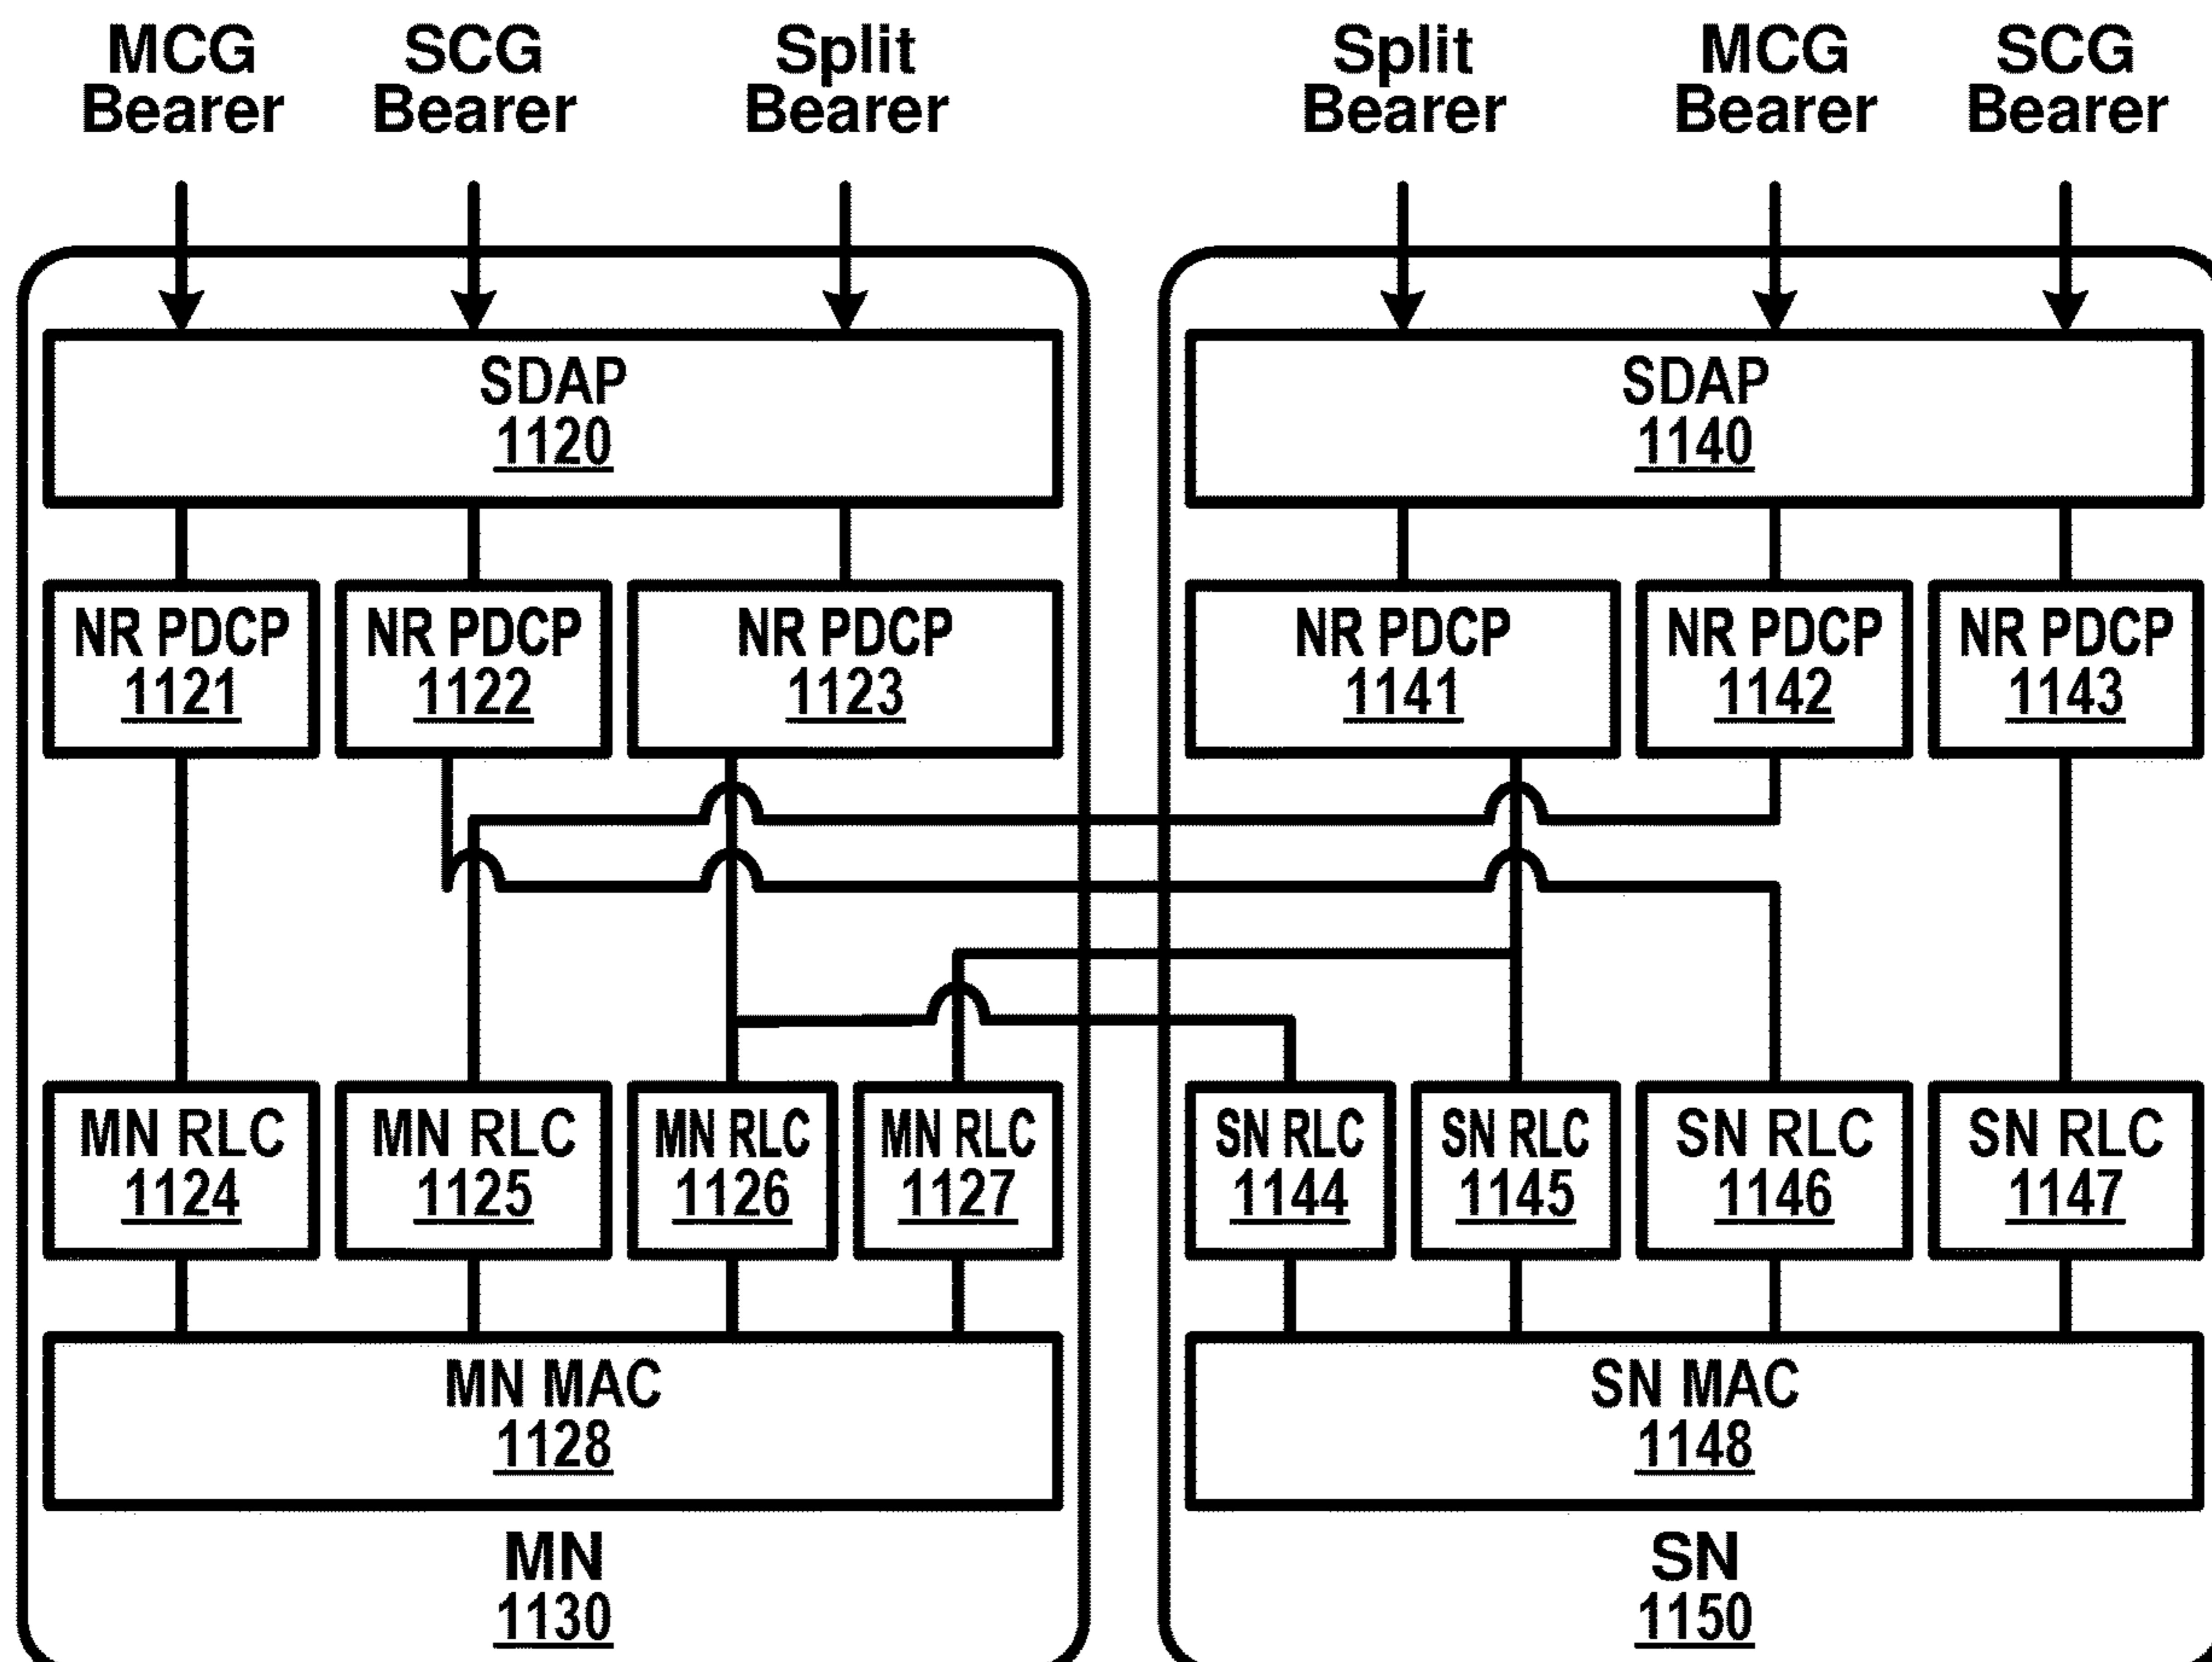 MCG
Bearer
SCG
Bearer
Split
Bearer
Split
Bearer
MCG
Bearer
SCG
Bearer
SDAP
1120
SDAP
1140
NR PDCP
1121
NR PDCP
1122
NR PDCP
1123
NR PDCP
1141
NR PDCP
1142
NR PDCP
1143
MN RLC
1124
MN RLC
1125
MN RLC
1126
MN RLC
1127
SN RLC
1144
SN RLC
1145
SN RLC
1146
SN RLC
1147
MN MAC
1128
SN MAC
1148
MN
1130
SN
1150